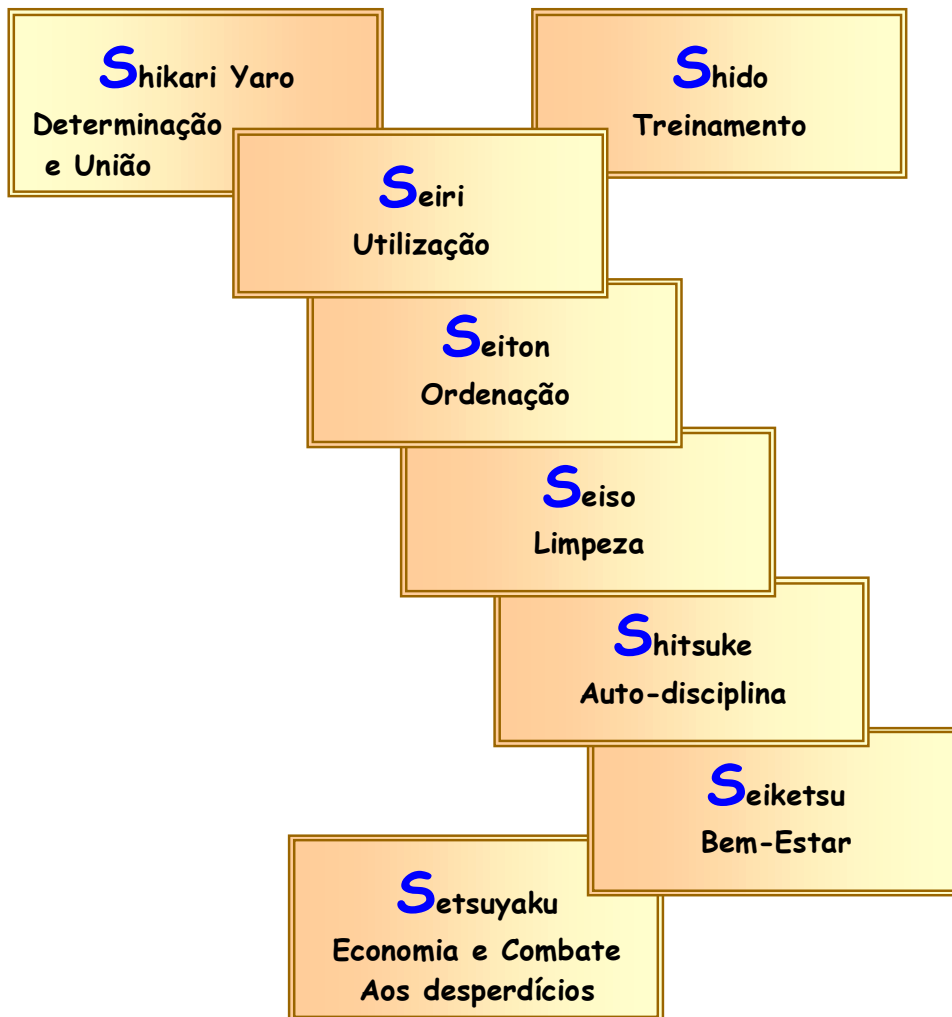 Shikari Yaro
Determinação
e União
Shido
Treinamento
Seiri
Utilização
Seiton
Ordenação
Seiso
Limpeza
Shitsuke
Auto-disciplina
Seiketsu
Bem-Estar
Setsuyaku
Economia e Combate
Aos desperdícios